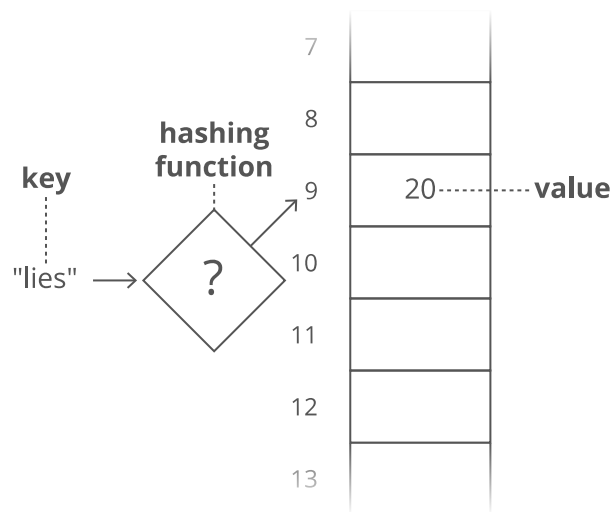 7
8
hashing
function
key
9
20
value
"lies"
?
10
11
12
13